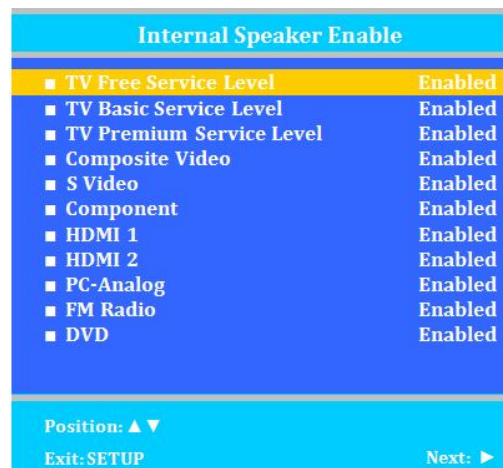 Internal Speaker Enable
■ TV Free Service Level Enabled
■ TV Basic Service Level Enabled
■ TV Premium Service Level Enabled
■ Composite Video Enabled
■ S Video Enabled
■ Component Enabled
■ HDMI 1 Enabled
■ HDMI 2 Enabled
■ PC-Analog Enabled
■ FM Radio Enabled
■ DVD Enabled
Position: ▲ ▼
Exit: SETUP Next: ►